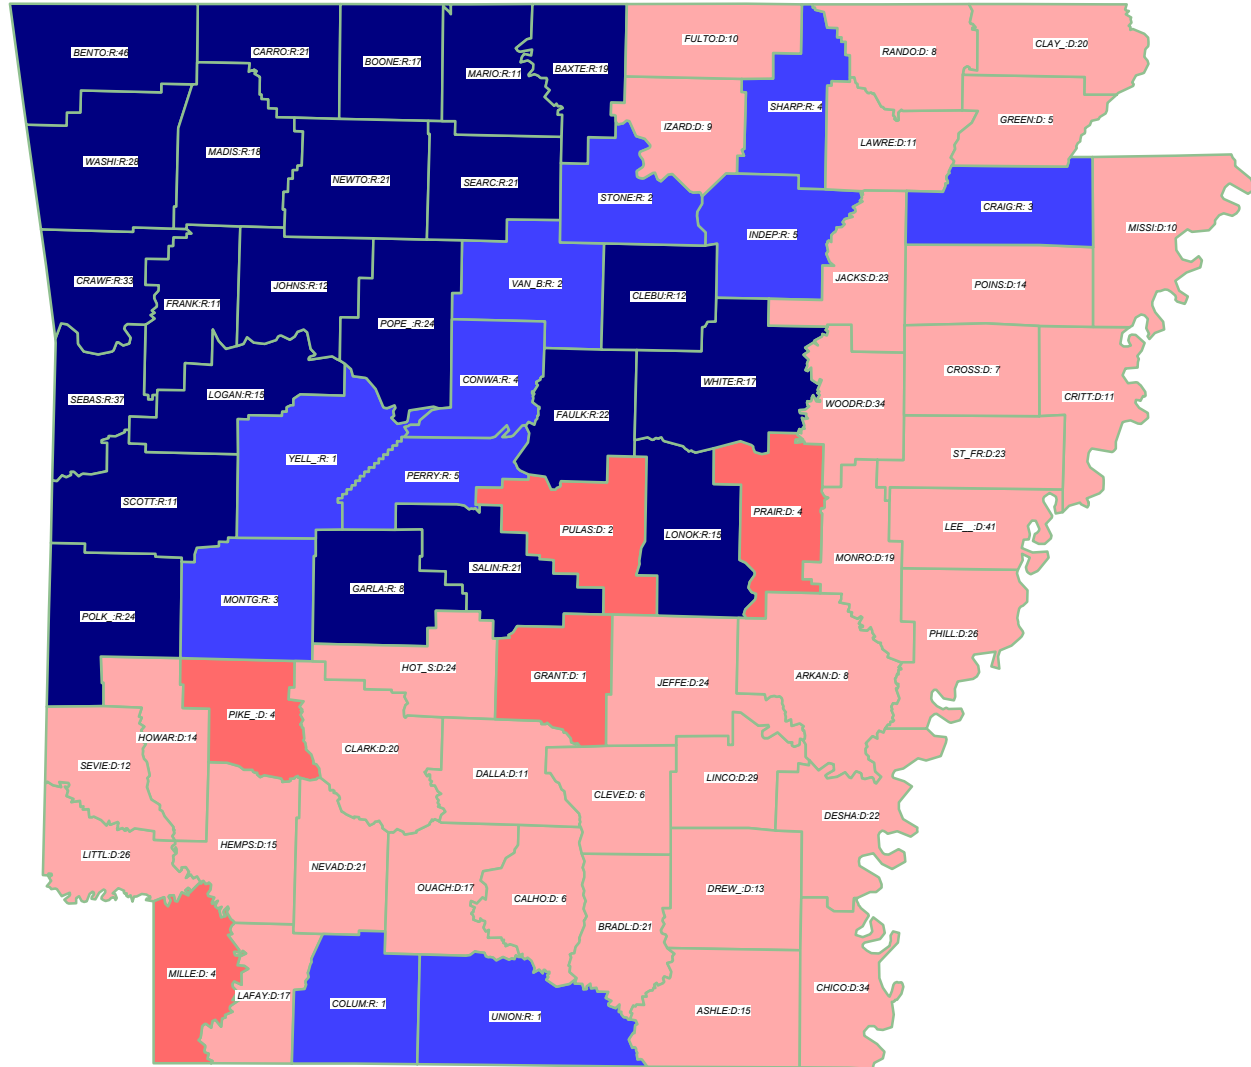 BENTO:R:46
CARRO:R:21
BOONE:R:17
MARIO:R:11
BAXTE:R:19
FULTO:D:10
RANDO:D: 8
CLAY_:D:20
SHARP:R: 4
GREEN:D: 5
IZARD:D: 9
LAWRE:D:11
WASHI:R:28
MADIS:R:18
NEWTO:R:21
SEARC:R:21
STONE:R: 2
CRAIG:R: 3
MISSI:D:10
INDEP:R: 5
CRAWF:R:33
FRANK:R:11
JOHNS:R:12
VAN_B:R: 2
CLEBU:R:12
JACKS:D:23
POINS:D:14
POPE_:R:24
CONWA:R: 4
WHITE:R:17
CROSS:D: 7
CRITT:D:11
SEBAS:R:37
LOGAN:R:15
FAULK:R:22
WOODR:D:34
YELL_:R: 1
PERRY:R: 5
ST_FR:D:23
SCOTT:R:11
PULAS:D: 2
LONOK:R:15
PRAIR:D: 4
LEE__:D:41
MONRO:D:19
SALIN:R:21
GARLA:R: 8
MONTG:R: 3
POLK_:R:24
PHILL:D:26
HOT_S:D:24
GRANT:D: 1
JEFFE:D:24
ARKAN:D: 8
PIKE_:D: 4
HOWAR:D:14
CLARK:D:20
SEVIE:D:12
DALLA:D:11
LINCO:D:29
CLEVE:D: 6
DESHA:D:22
LITTL:D:26
HEMPS:D:15
NEVAD:D:21
OUACH:D:17
CALHO:D: 6
DREW_:D:13
BRADL:D:21
MILLE:D: 4
LAFAY:D:17
COLUM:R: 1
UNION:R: 1
ASHLE:D:15
CHICO:D:34